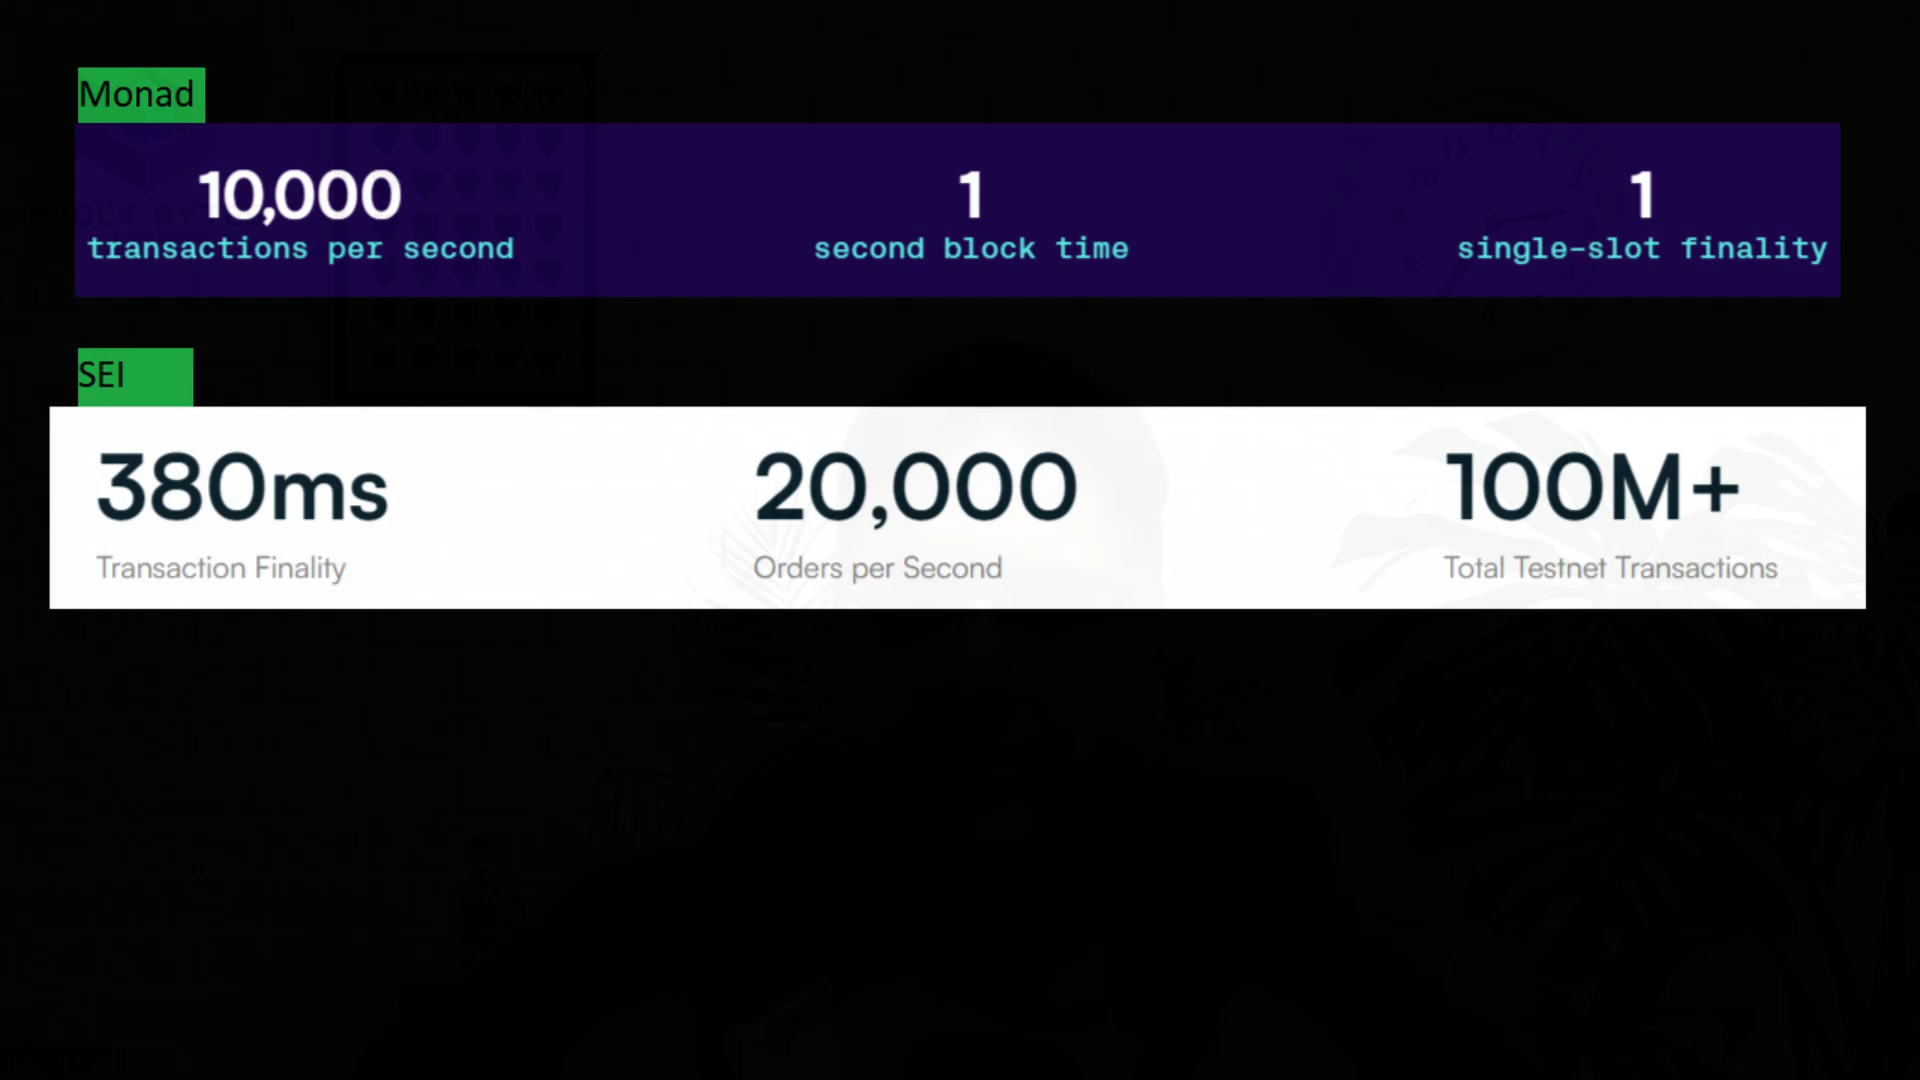 Monad
10,000
transactions per second
1
second block time
1
single-slot finality
SEI
380ms
Transaction Finality
20,000
Orders per Second
100M+
Total Testnet Transactions